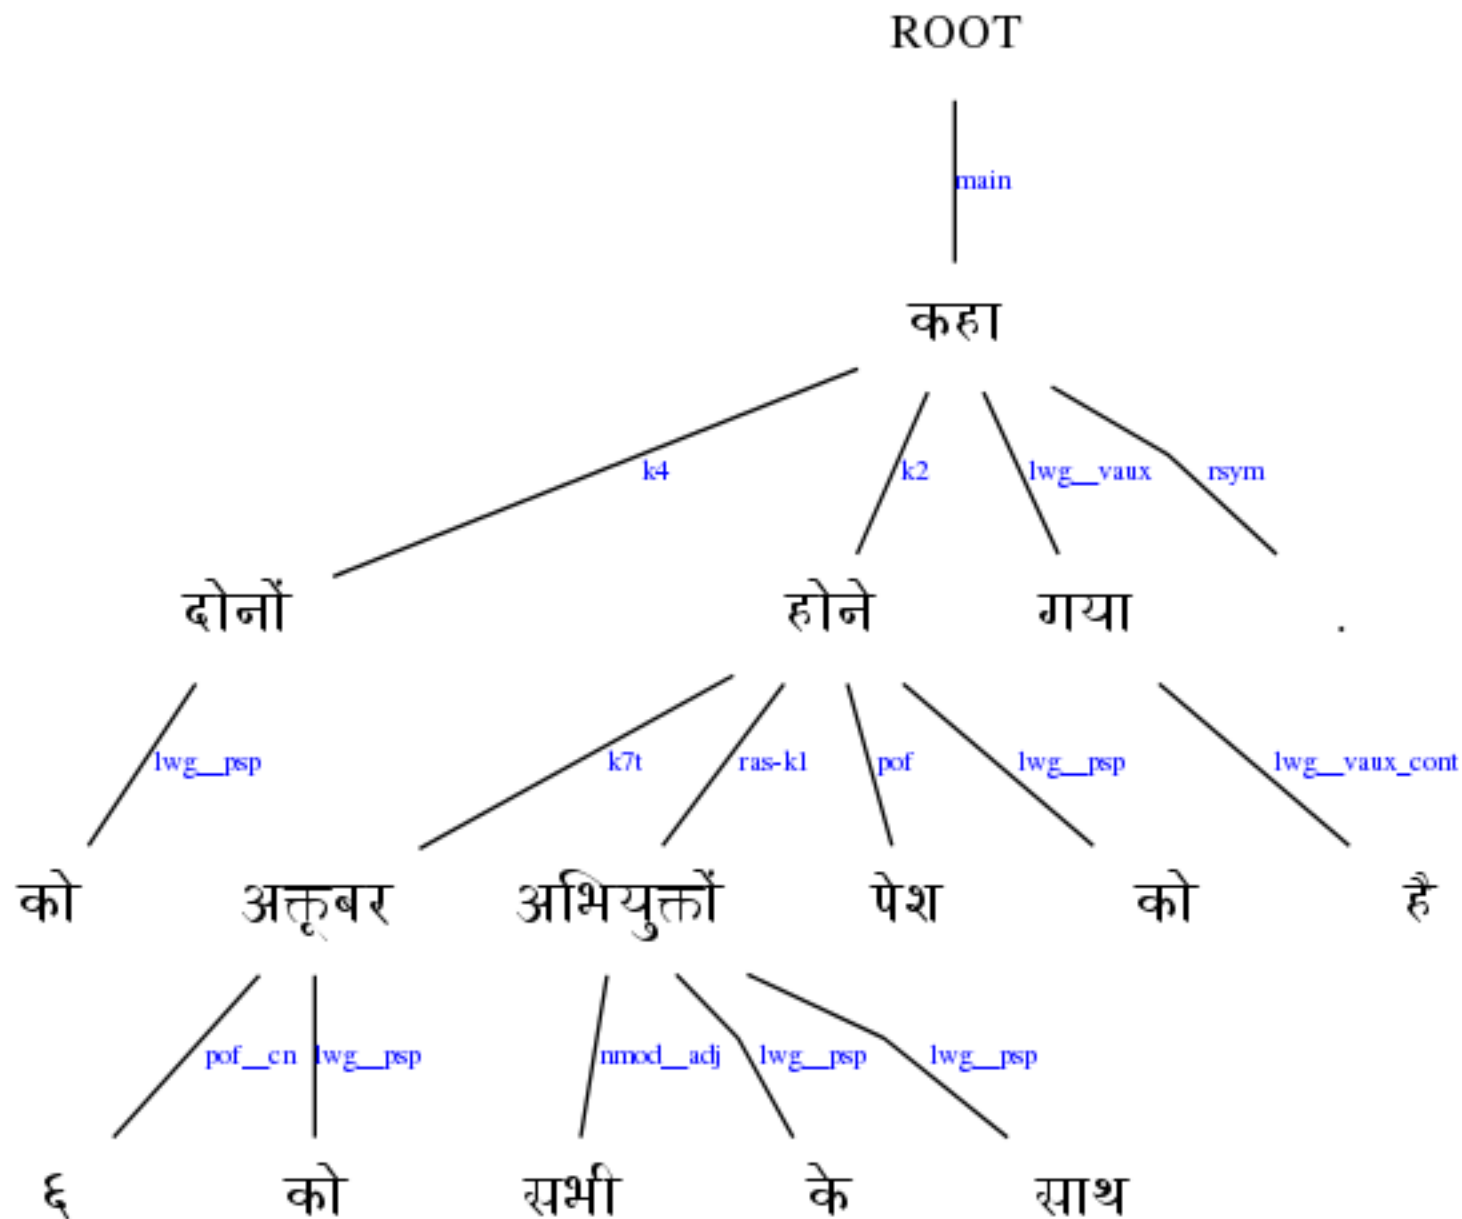 ROOT
main
कहा
k4 k2 lwg__vaux rsym
दोनों होने गया .
lwg__psp k7t ras-k1 pof lwg__psp lwg__vaux_cont
को अक्तूबर अभियुक्तों पेश को है
pof__cn lwg__psp nmod__adj lwg__psp lwg__psp
६ को सभी के साथ